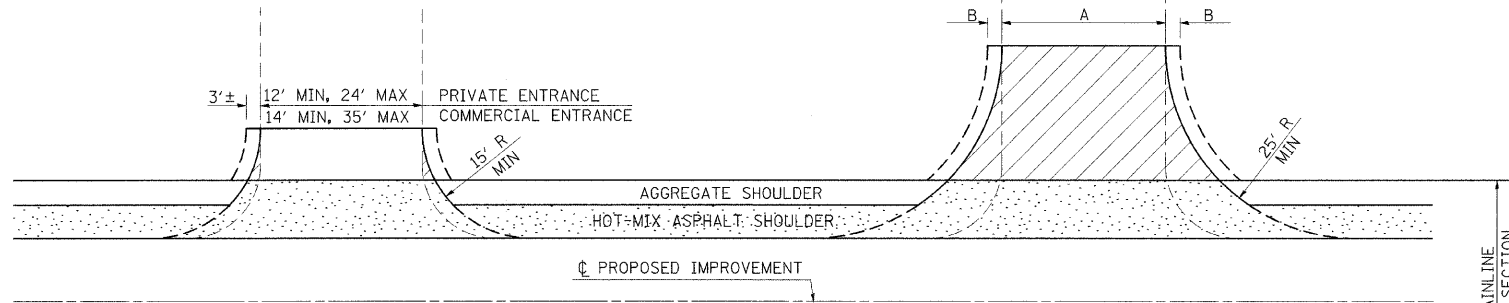 B A B
3'± 12' MIN, 24' MAX PRIVATE ENTRANCE
14' MIN, 35' MAX COMMERCIAL ENTRANCE
15' R
MIN
25' R
MIN
AGGREGATE SHOULDER
HOT-MIX ASPHALT SHOULDER
℄ PROPOSED IMPROVEMENT